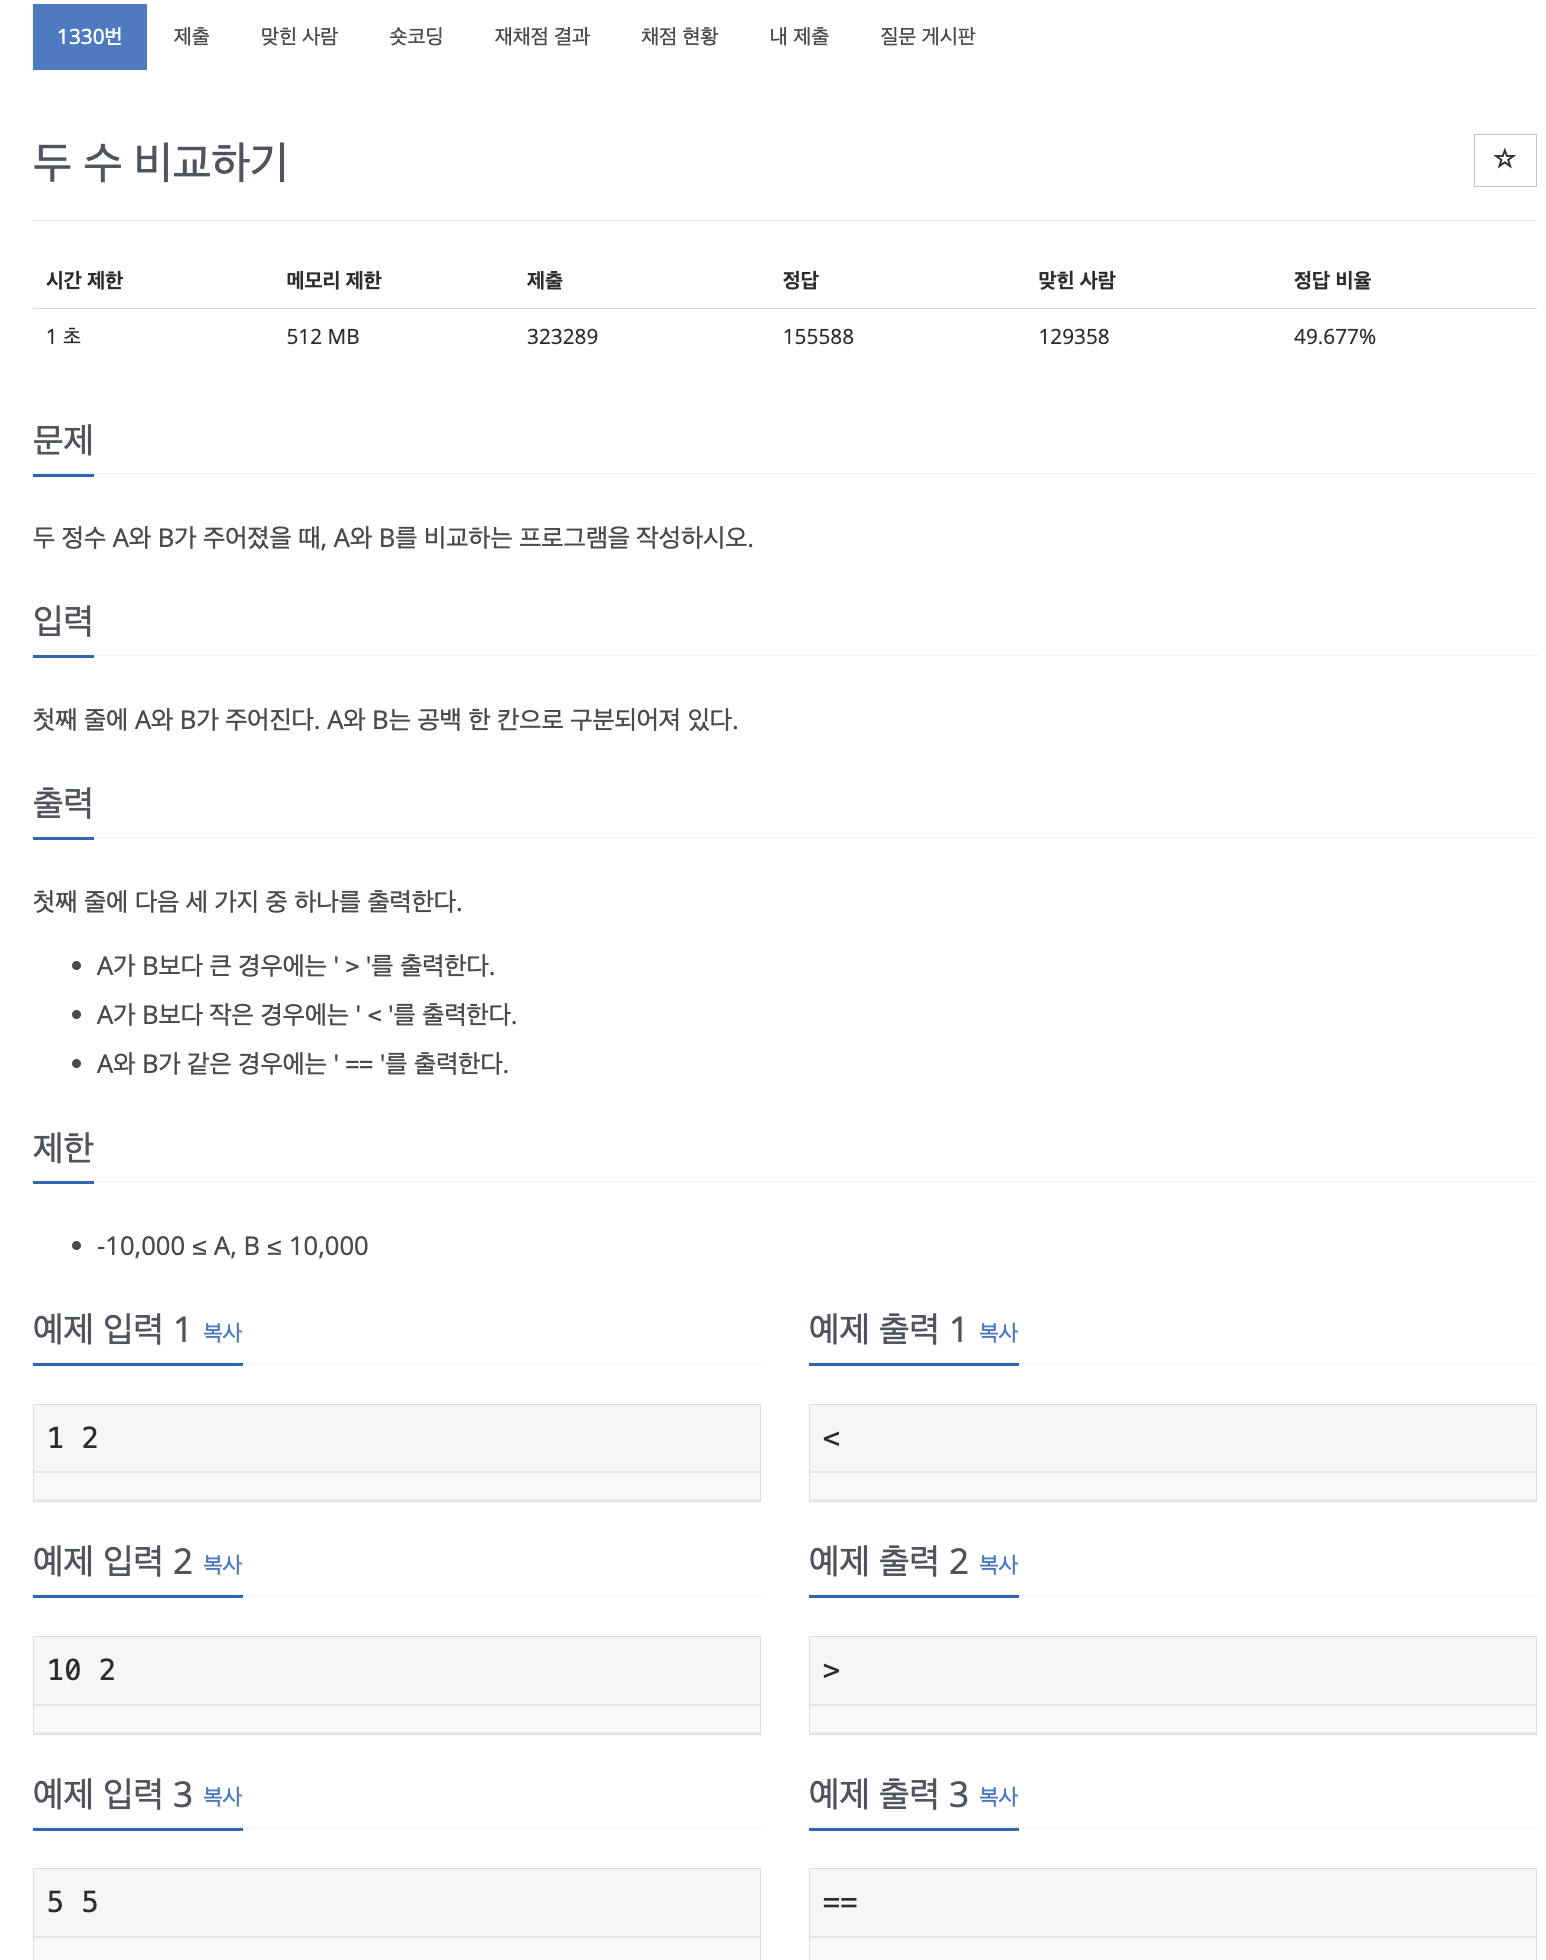 1330번 제출 맞힌 사람 숏코딩 재채점 결과 채점 현황 내 제출 질문 게시판
두 수 비교하기
시간 제한 메모리 제한 제출 정답 맞힌 사람 정답 비율
1 초 512 MB 323289 155588 129358 49.677%
문제
두 정수 A와 B가 주어졌을 때, A와 B를 비교하는 프로그램을 작성하시오.
입력
첫째 줄에 A와 B가 주어진다. A와 B는 공백 한 칸으로 구분되어져 있다.
출력
첫째 줄에 다음 세 가지 중 하나를 출력한다.
• A가 B보다 큰 경우에는 ' > '를 출력한다.
• A가 B보다 작은 경우에는 ' < '를 출력한다.
• A와 B가 같은 경우에는 ' == '를 출력한다.
제한
• -10,000 ≤ A, B ≤ 10,000
예제 입력 1 복사
1 2
예제 출력 1 복사
<
예제 입력 2 복사
10 2
예제 출력 2 복사
>
예제 입력 3 복사
5 5
예제 출력 3 복사
==